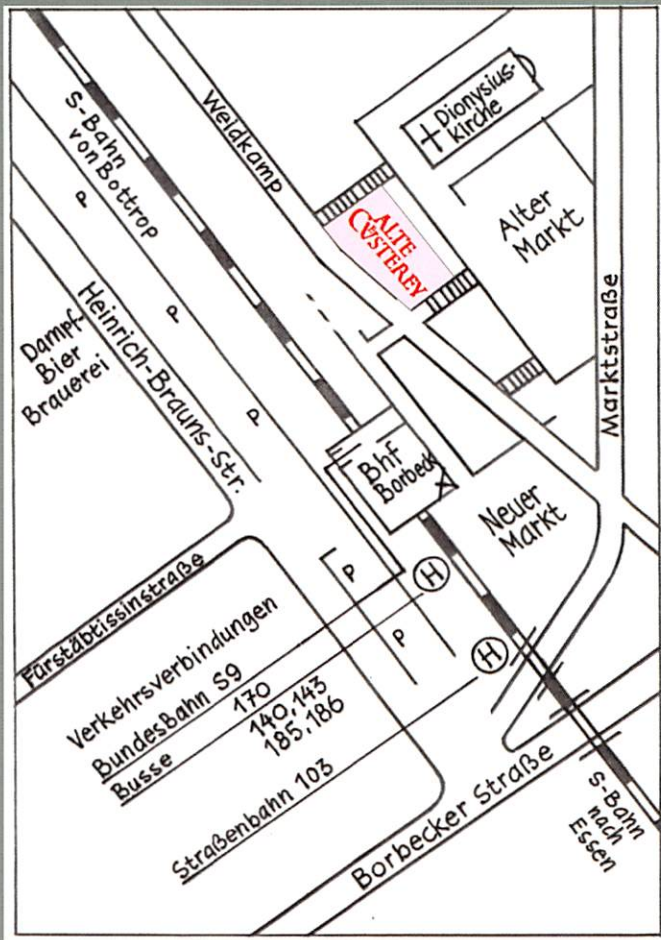 S-Bahn
von Bottrop
Weidkamp
Dionysius-
kirche
ALTE
CVSTEREY
Alter
Markt
Marktstraße
P
P
P
Dampf-
Bier
Brauerei
Heinrich-Brauns-Str.
Bhf
Borbeck
Neuer
Markt
H
P
P
H
Fürstäbtissinstraße
Verkehrsverbindungen
BundesBahn S9
Busse 170
140,143
185,186
Straßenbahn 103
Borbecker Straße
S-Bahn
nach
Essen